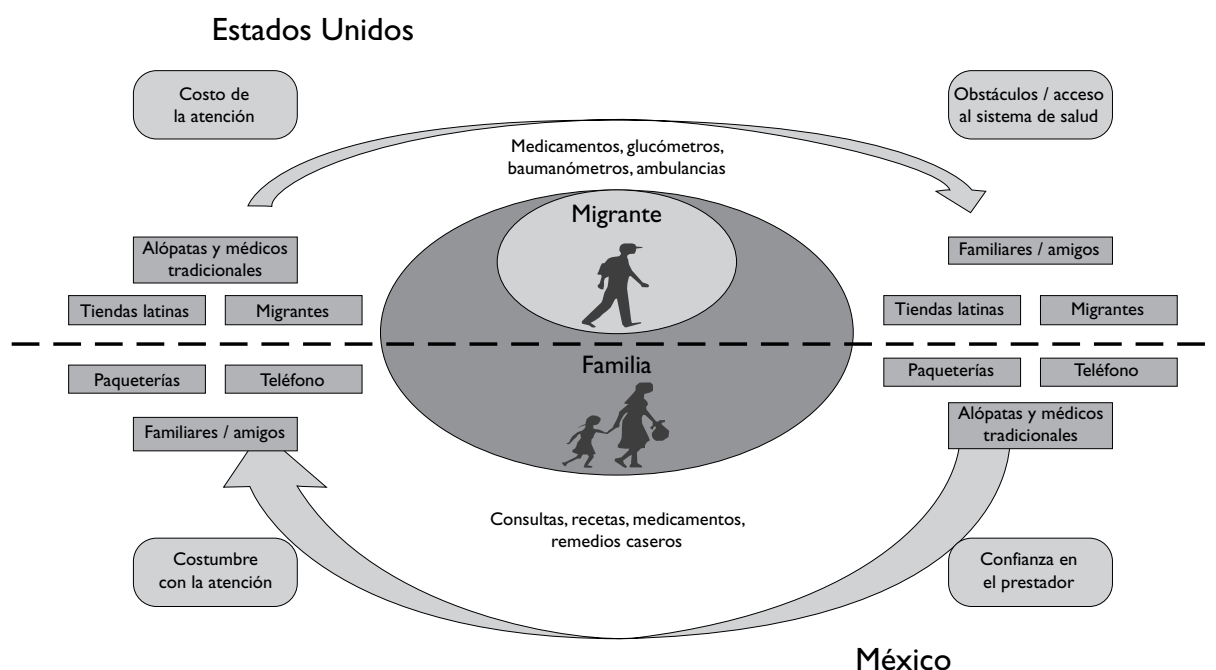 Estados Unidos
Costo de
la atención
Obstáculos / acceso
al sistema de salud
Medicamentos, glucómetros,
baumanómetros, ambulancias
Migrante
Alópatas y médicos
tradicionales
Familiares / amigos
Tiendas latinas
Migrantes
Tiendas latinas
Migrantes
Familia
Paqueterías
Teléfono
Paqueterías
Teléfono
Familiares / amigos
Alópatas y médicos
tradicionales
Consultas, recetas, medicamentos,
remedios caseros
Costumbre
con la atención
Confianza en
el prestador
México